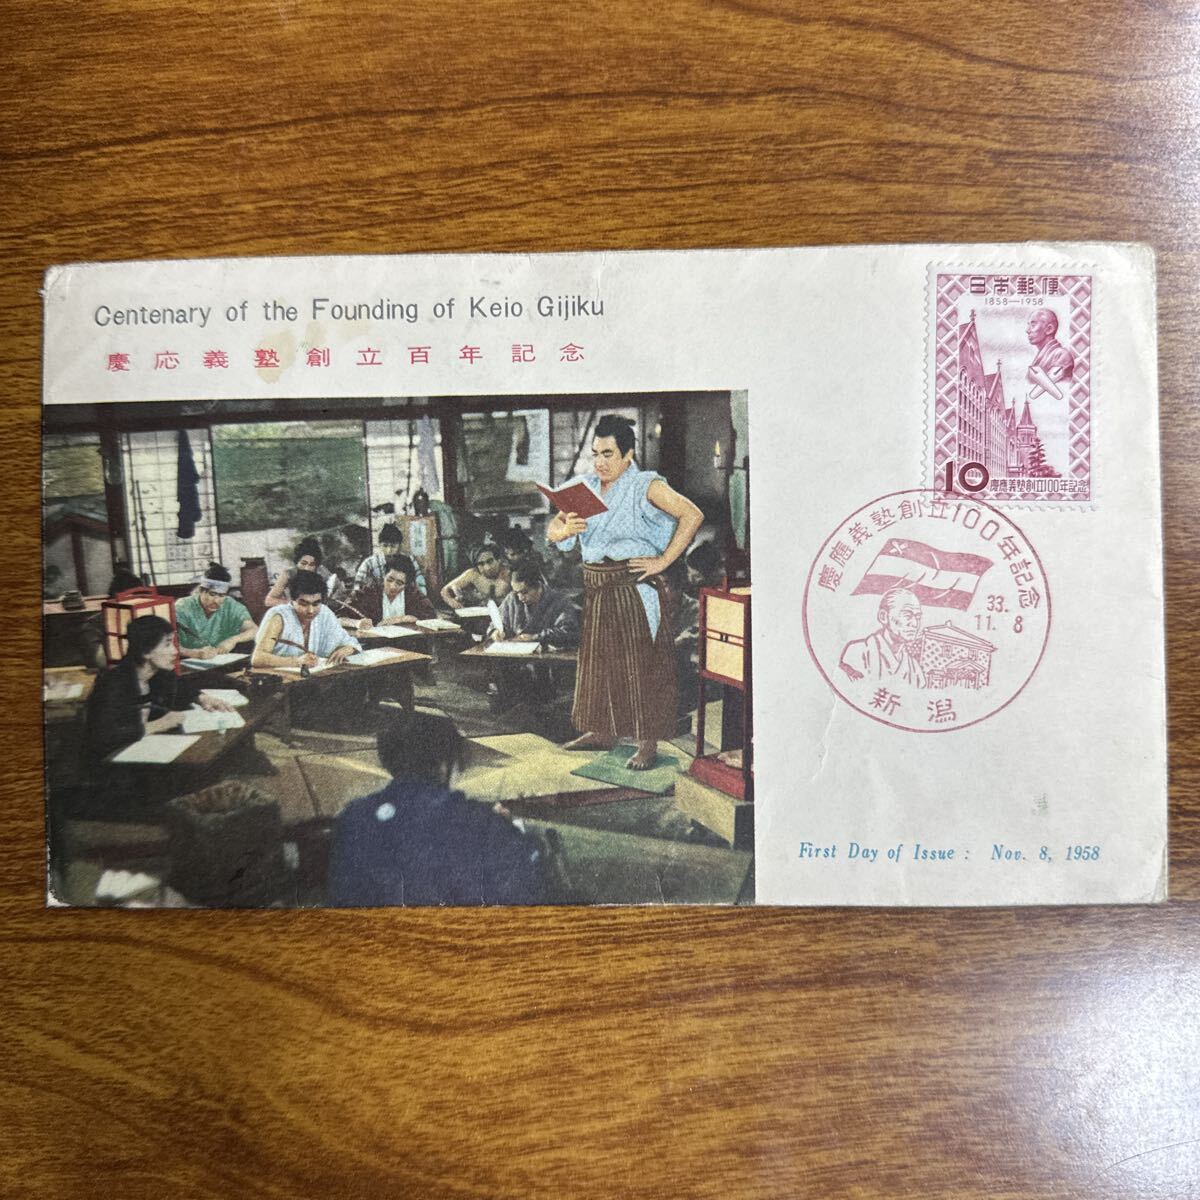 Centenary of the Founding of Keio Gijiku
慶応義塾創立百年記念
日本郵便
1858—1958
10
慶應義塾創立100年記念
慶應義塾創立100年記念
33.
11. 8
新潟
First Day of Issue : Nov. 8, 1958